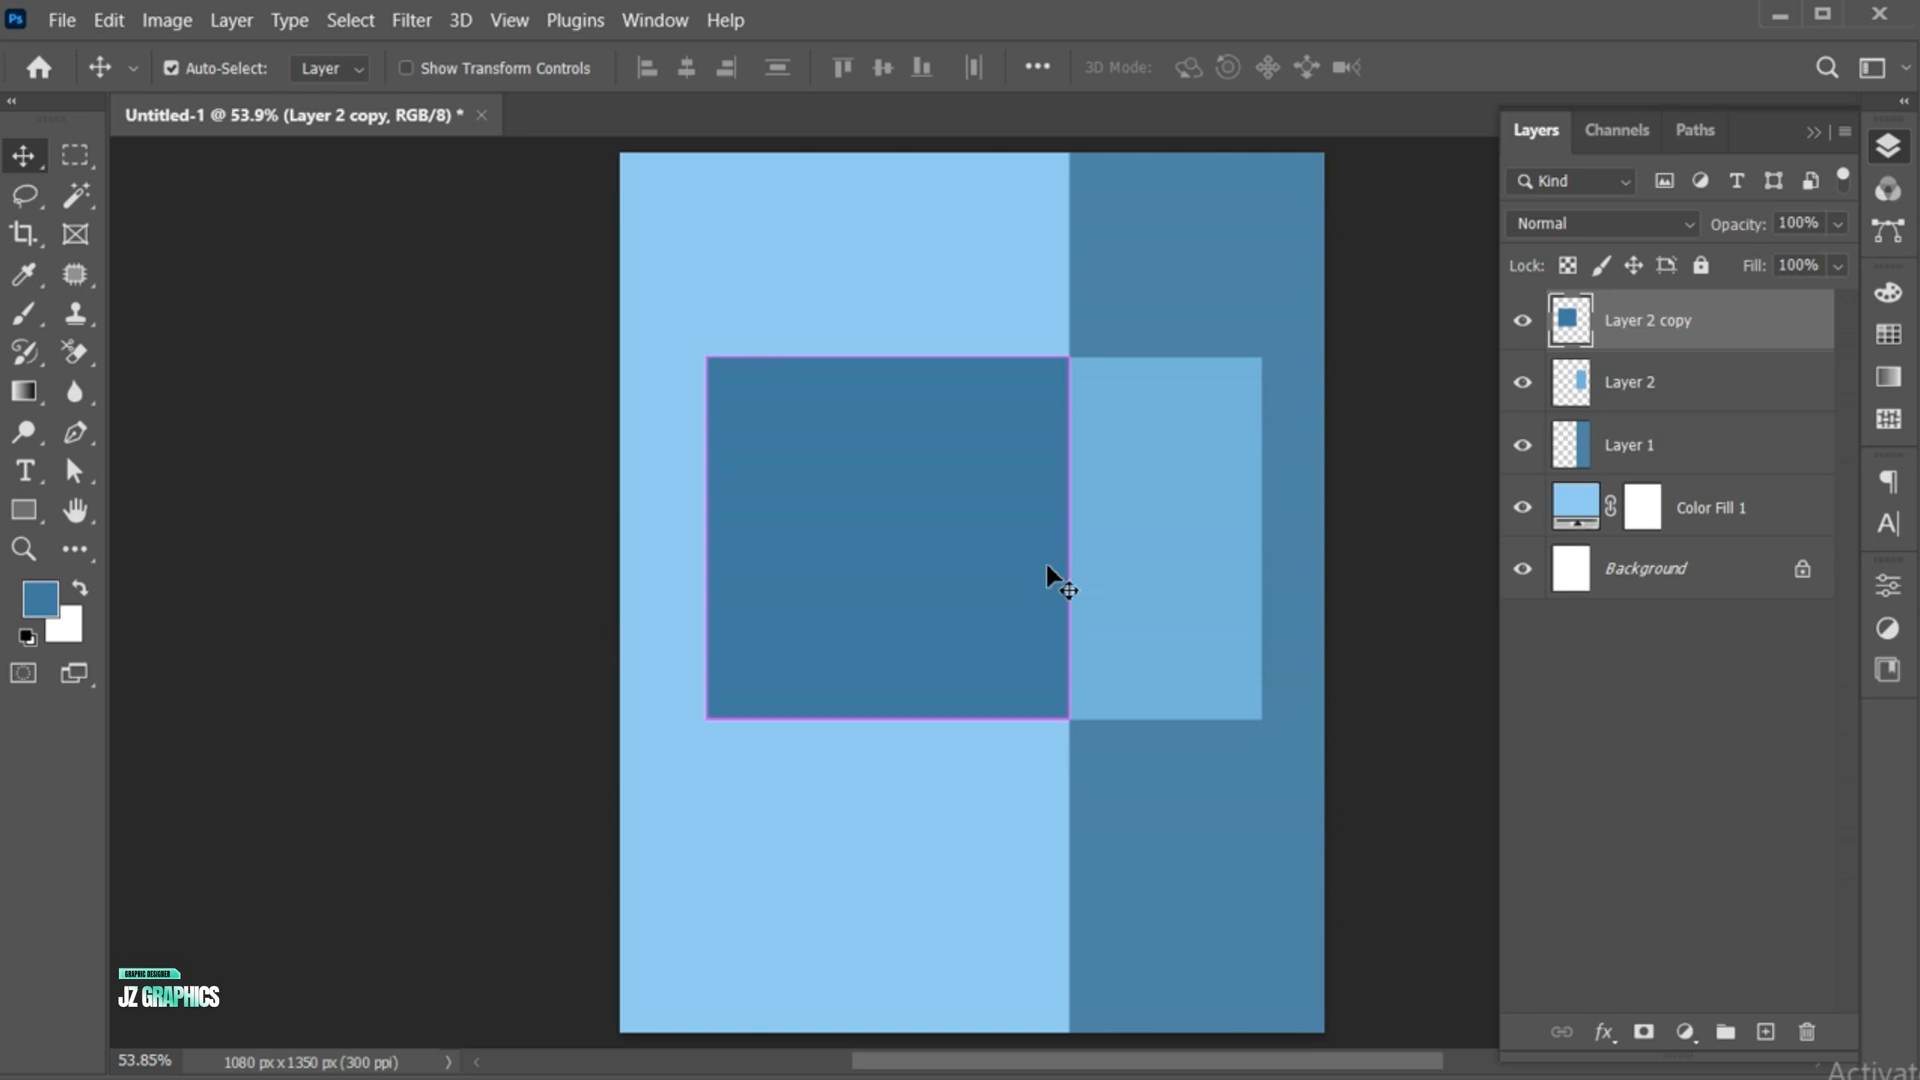 Ps File Edit Image Layer Type Select Filter 3D View Plugins Window Help
Auto-Select: Layer Show Transform Controls 3D Mode:
Untitled-1 @ 53.9% (Layer 2 copy, RGB/8) *
Layers Channels Paths
Kind
Normal Opacity: 100%
Lock: Fill: 100%
Layer 2 copy
Layer 2
Layer 1
Color Fill 1
Background
GRAPHIC DESIGNER
JZ GRAPHICS
53.85% 1080 px x 1350 px (300 ppi)
fx